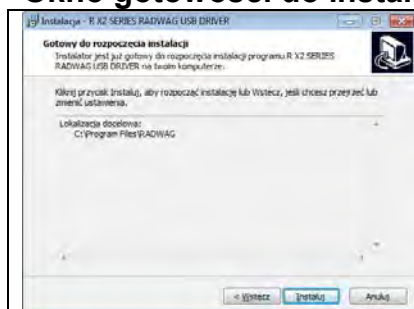 Okno gotowości do instal
Instalacja - R X2 SERIES RADWAG USB DRIVER
Gotowy do rozpoczęcia instalacji
Instalator jest już gotowy do rozpoczęcia instalacji programu R X2 SERIES
RADWAG USB DRIVER na twoim komputerze.
Kliknij przycisk Instaluj, aby rozpocząć instalację lub Wstecz, jeśli chcesz przejrzeć lub
zmienić ustawienia.
Lokalizacja docelowa:
C:\Program Files\RADWAG
< Wstecz
Instaluj
Anuluj